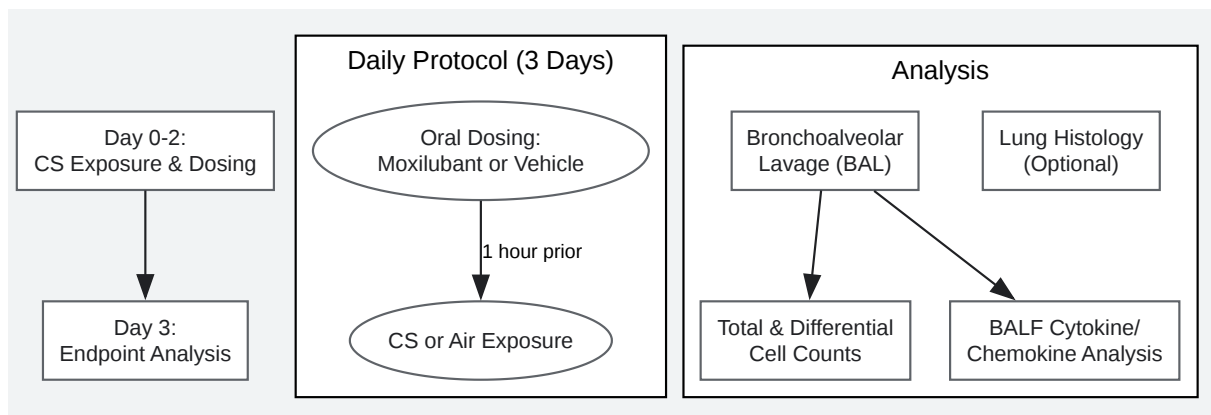 Day 0-2:
CS Exposure & Dosing
Day 3:
Endpoint Analysis
Daily Protocol (3 Days)
Oral Dosing:
Moxilubant or Vehicle
1 hour prior
CS or Air Exposure
Analysis
Bronchoalveolar
Lavage (BAL)
Lung Histology
(Optional)
Total & Differential
Cell Counts
BALF Cytokine/
Chemokine Analysis